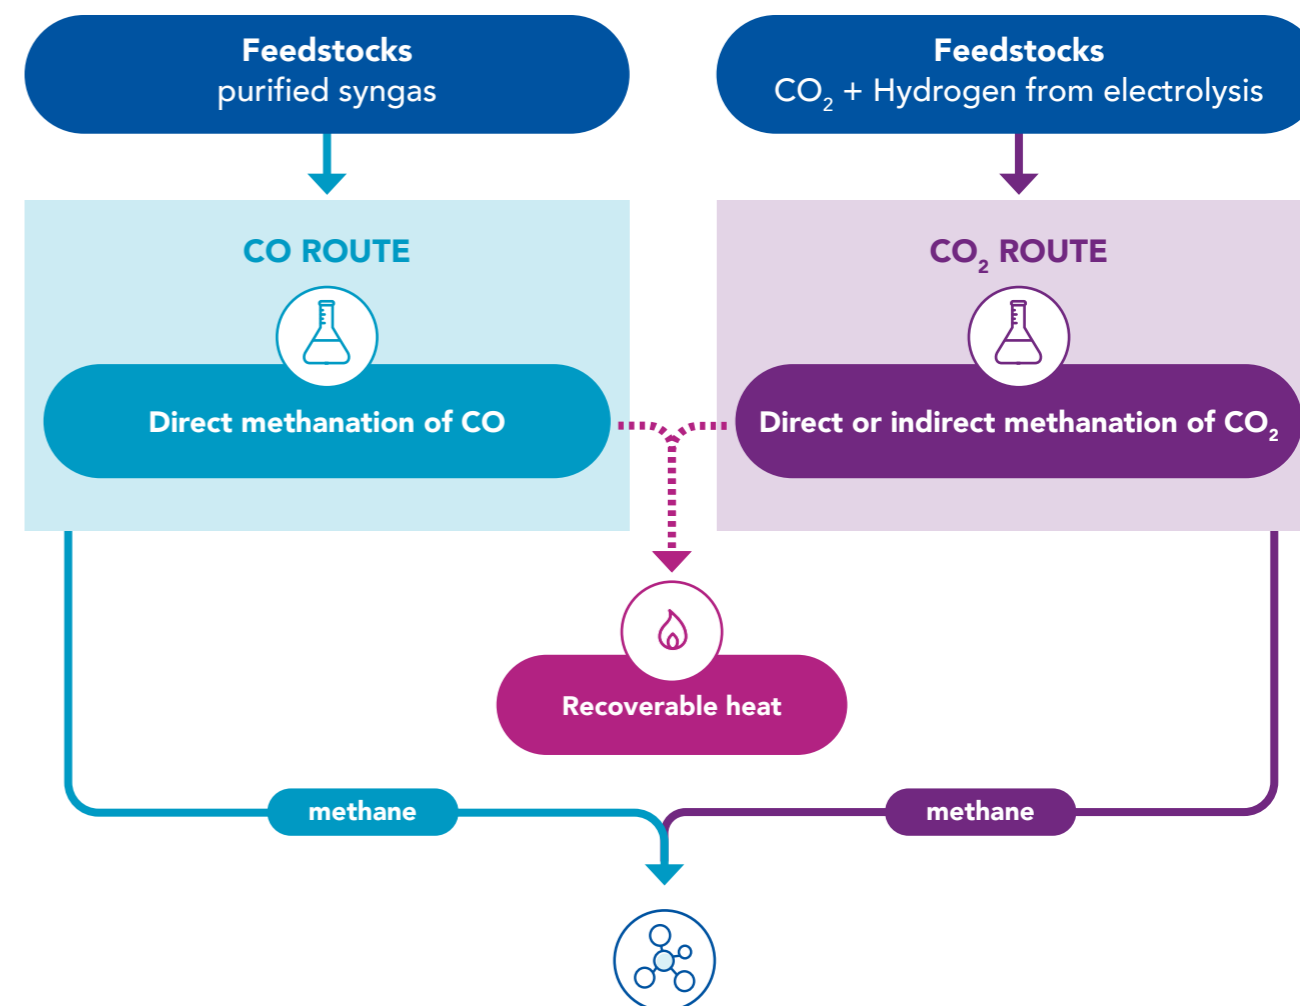 Feedstocks
purified syngas
Feedstocks
CO₂ + Hydrogen from electrolysis
CO ROUTE
CO₂ ROUTE
Direct methanation of CO
Direct or indirect methanation of CO₂
Recoverable heat
methane
methane